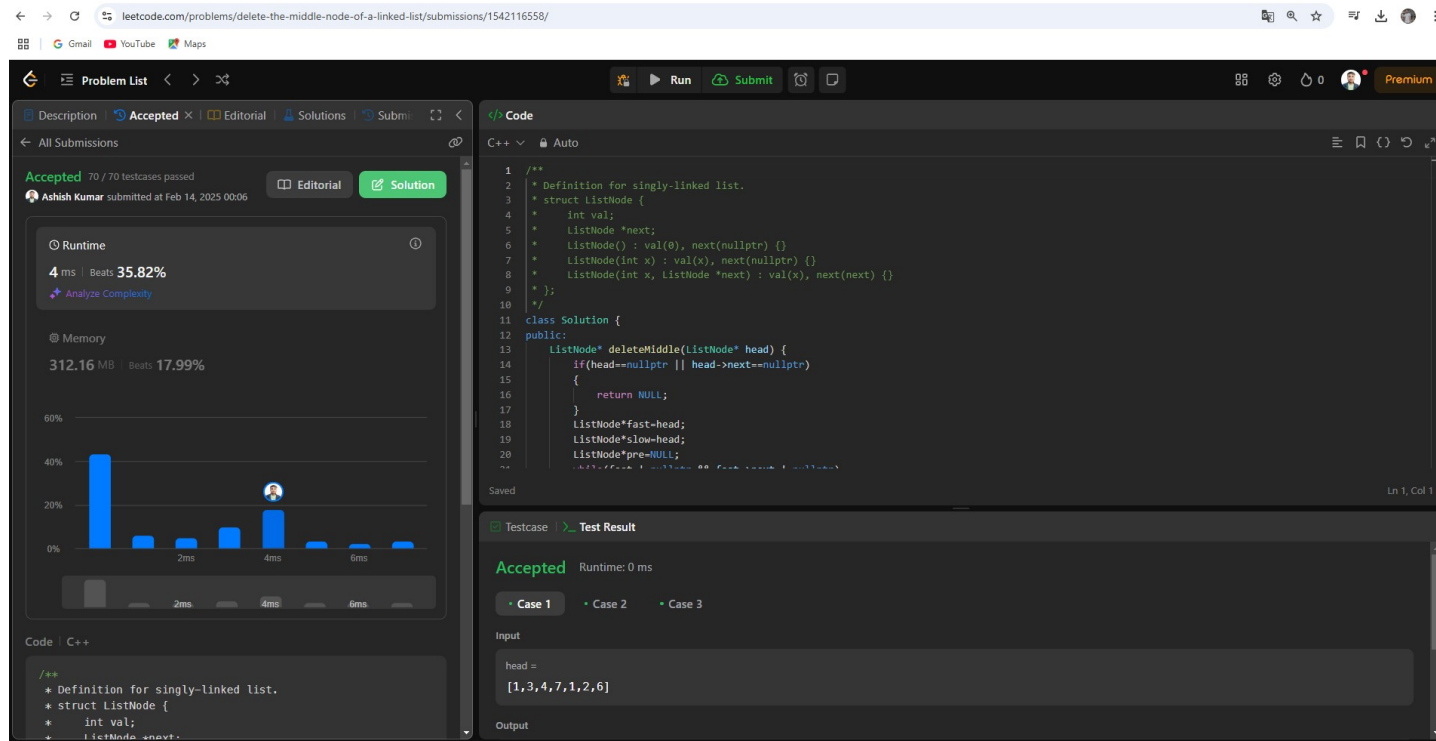 leetcode.com/problems/delete-the-middle-node-of-a-linked-list/submissions/1542116558/
Gmail YouTube Maps
Problem List Run Submit 0 Premium
Description Accepted Editorial Solutions Submi
All Submissions
Accepted 70 / 70 testcases passed
Ashish Kumar submitted at Feb 14, 2025 00:06
Editorial Solution
Runtime
4 ms Beats 35.82%
Analyze Complexity
Memory
312.16 MB Beats 17.99%
60%
40%
20%
0%
2ms 4ms 6ms
2ms 4ms 6ms
Code C++
/**
* Definition for singly-linked list.
* struct ListNode {
* int val;
* ListNode *next;
</> Code
C++ Auto
1 /**
2 * Definition for singly-linked list.
3 * struct ListNode {
4 * int val;
5 * ListNode *next;
6 * ListNode() : val(0), next(nullptr) {}
7 * ListNode(int x) : val(x), next(nullptr) {}
8 * ListNode(int x, ListNode *next) : val(x), next(next) {}
9 * };
10 */
11 class Solution {
12 public:
13 ListNode* deleteMiddle(ListNode* head) {
14 if(head==nullptr || head->next==nullptr)
15 {
16 return NULL;
17 }
18 ListNode*fast=head;
19 ListNode*slow=head;
20 ListNode*pre=NULL;
Saved Ln 1, Col 1
Testcase >_ Test Result
Accepted Runtime: 0 ms
• Case 1 • Case 2 • Case 3
Input
head =
[1,3,4,7,1,2,6]
Output